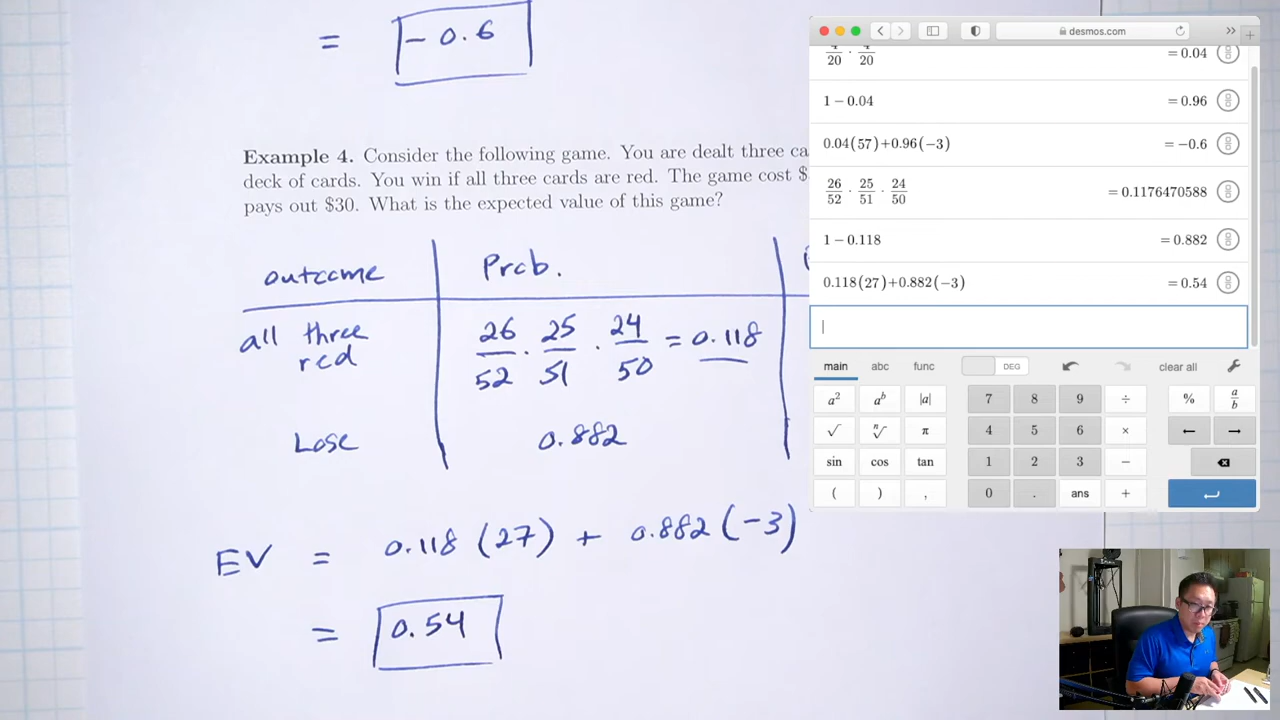 = - 0.6
Example 4. Consider the following game. You are dealt three ca
deck of cards. You win if all three cards are red. The game cost $
pays out $30. What is the expected value of this game?
outcome Prob.
all three red 26/52 . 25/51 . 24/50 = 0.118
Lose 0.882
EV = 0.118 (27) + 0.882 (-3)
= 0.54
desmos.com
4/20 · 4/20 = 0.04
1 − 0.04 = 0.96
0.04(57)+0.96(−3) = −0.6
26/52 · 25/51 · 24/50 = 0.1176470588
1 − 0.118 = 0.882
0.118(27)+0.882(−3) = 0.54
main abc func DEG clear all
a² aᵇ |a| 7 8 9 ÷ % a/b
√ ⁿ√ π 4 5 6 × ← →
sin cos tan 1 2 3 −
( ) , 0 . ans +